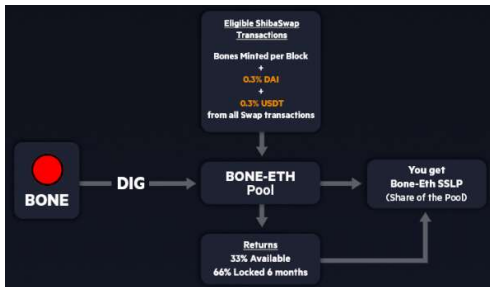 Eligible ShibaSwap
Transactions
Bones Minted per Block
+
0.3% DAI
+
0.3% USDT
from all Swap transactions
BONE
DIG
BONE-ETH
Pool
You get
Bone-Eth SSLP
(Share of the Pool)
Returns
33% Available
66% Locked 6 months